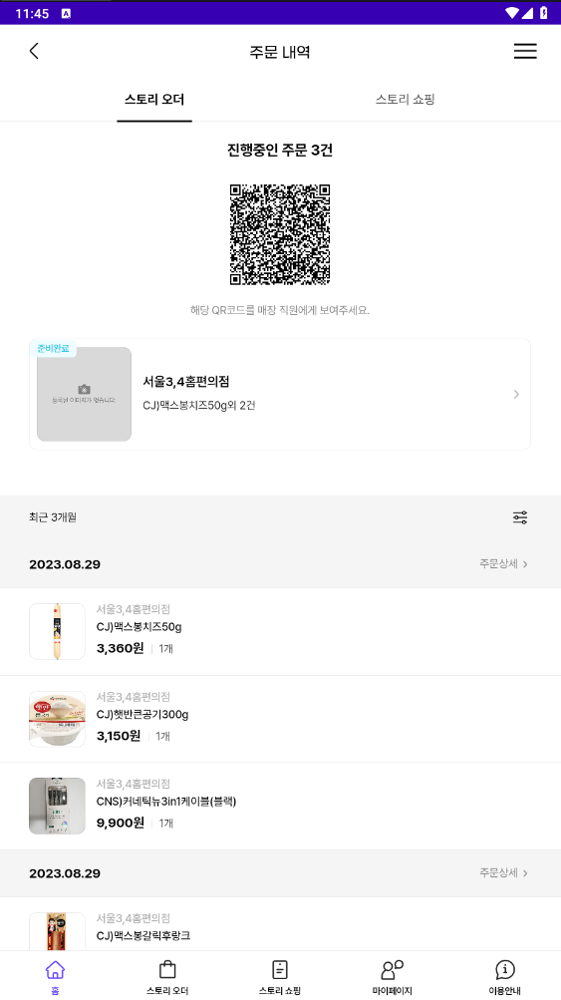 11:45
주문 내역
스토리 오더
스토리 쇼핑
진행중인 주문 3건
해당 QR코드를 매장 직원에게 보여주세요.
준비완료
등록된 이미지가 없습니다
서울3,4홈편의점
CJ)맥스봉치즈50g외 2건
최근 3개월
2023.08.29
주문상세
서울3,4홈편의점
CJ)맥스봉치즈50g
3,360원 1개
서울3,4홈편의점
CJ)햇반큰공기300g
3,150원 1개
서울3,4홈편의점
CNS)커네틱뉴3in1케이블(블랙)
9,900원 1개
2023.08.29
주문상세
서울3,4홈편의점
CJ)맥스봉갈릭후랑크
홈
스토리 오더
스토리 쇼핑
마이페이지
이용안내